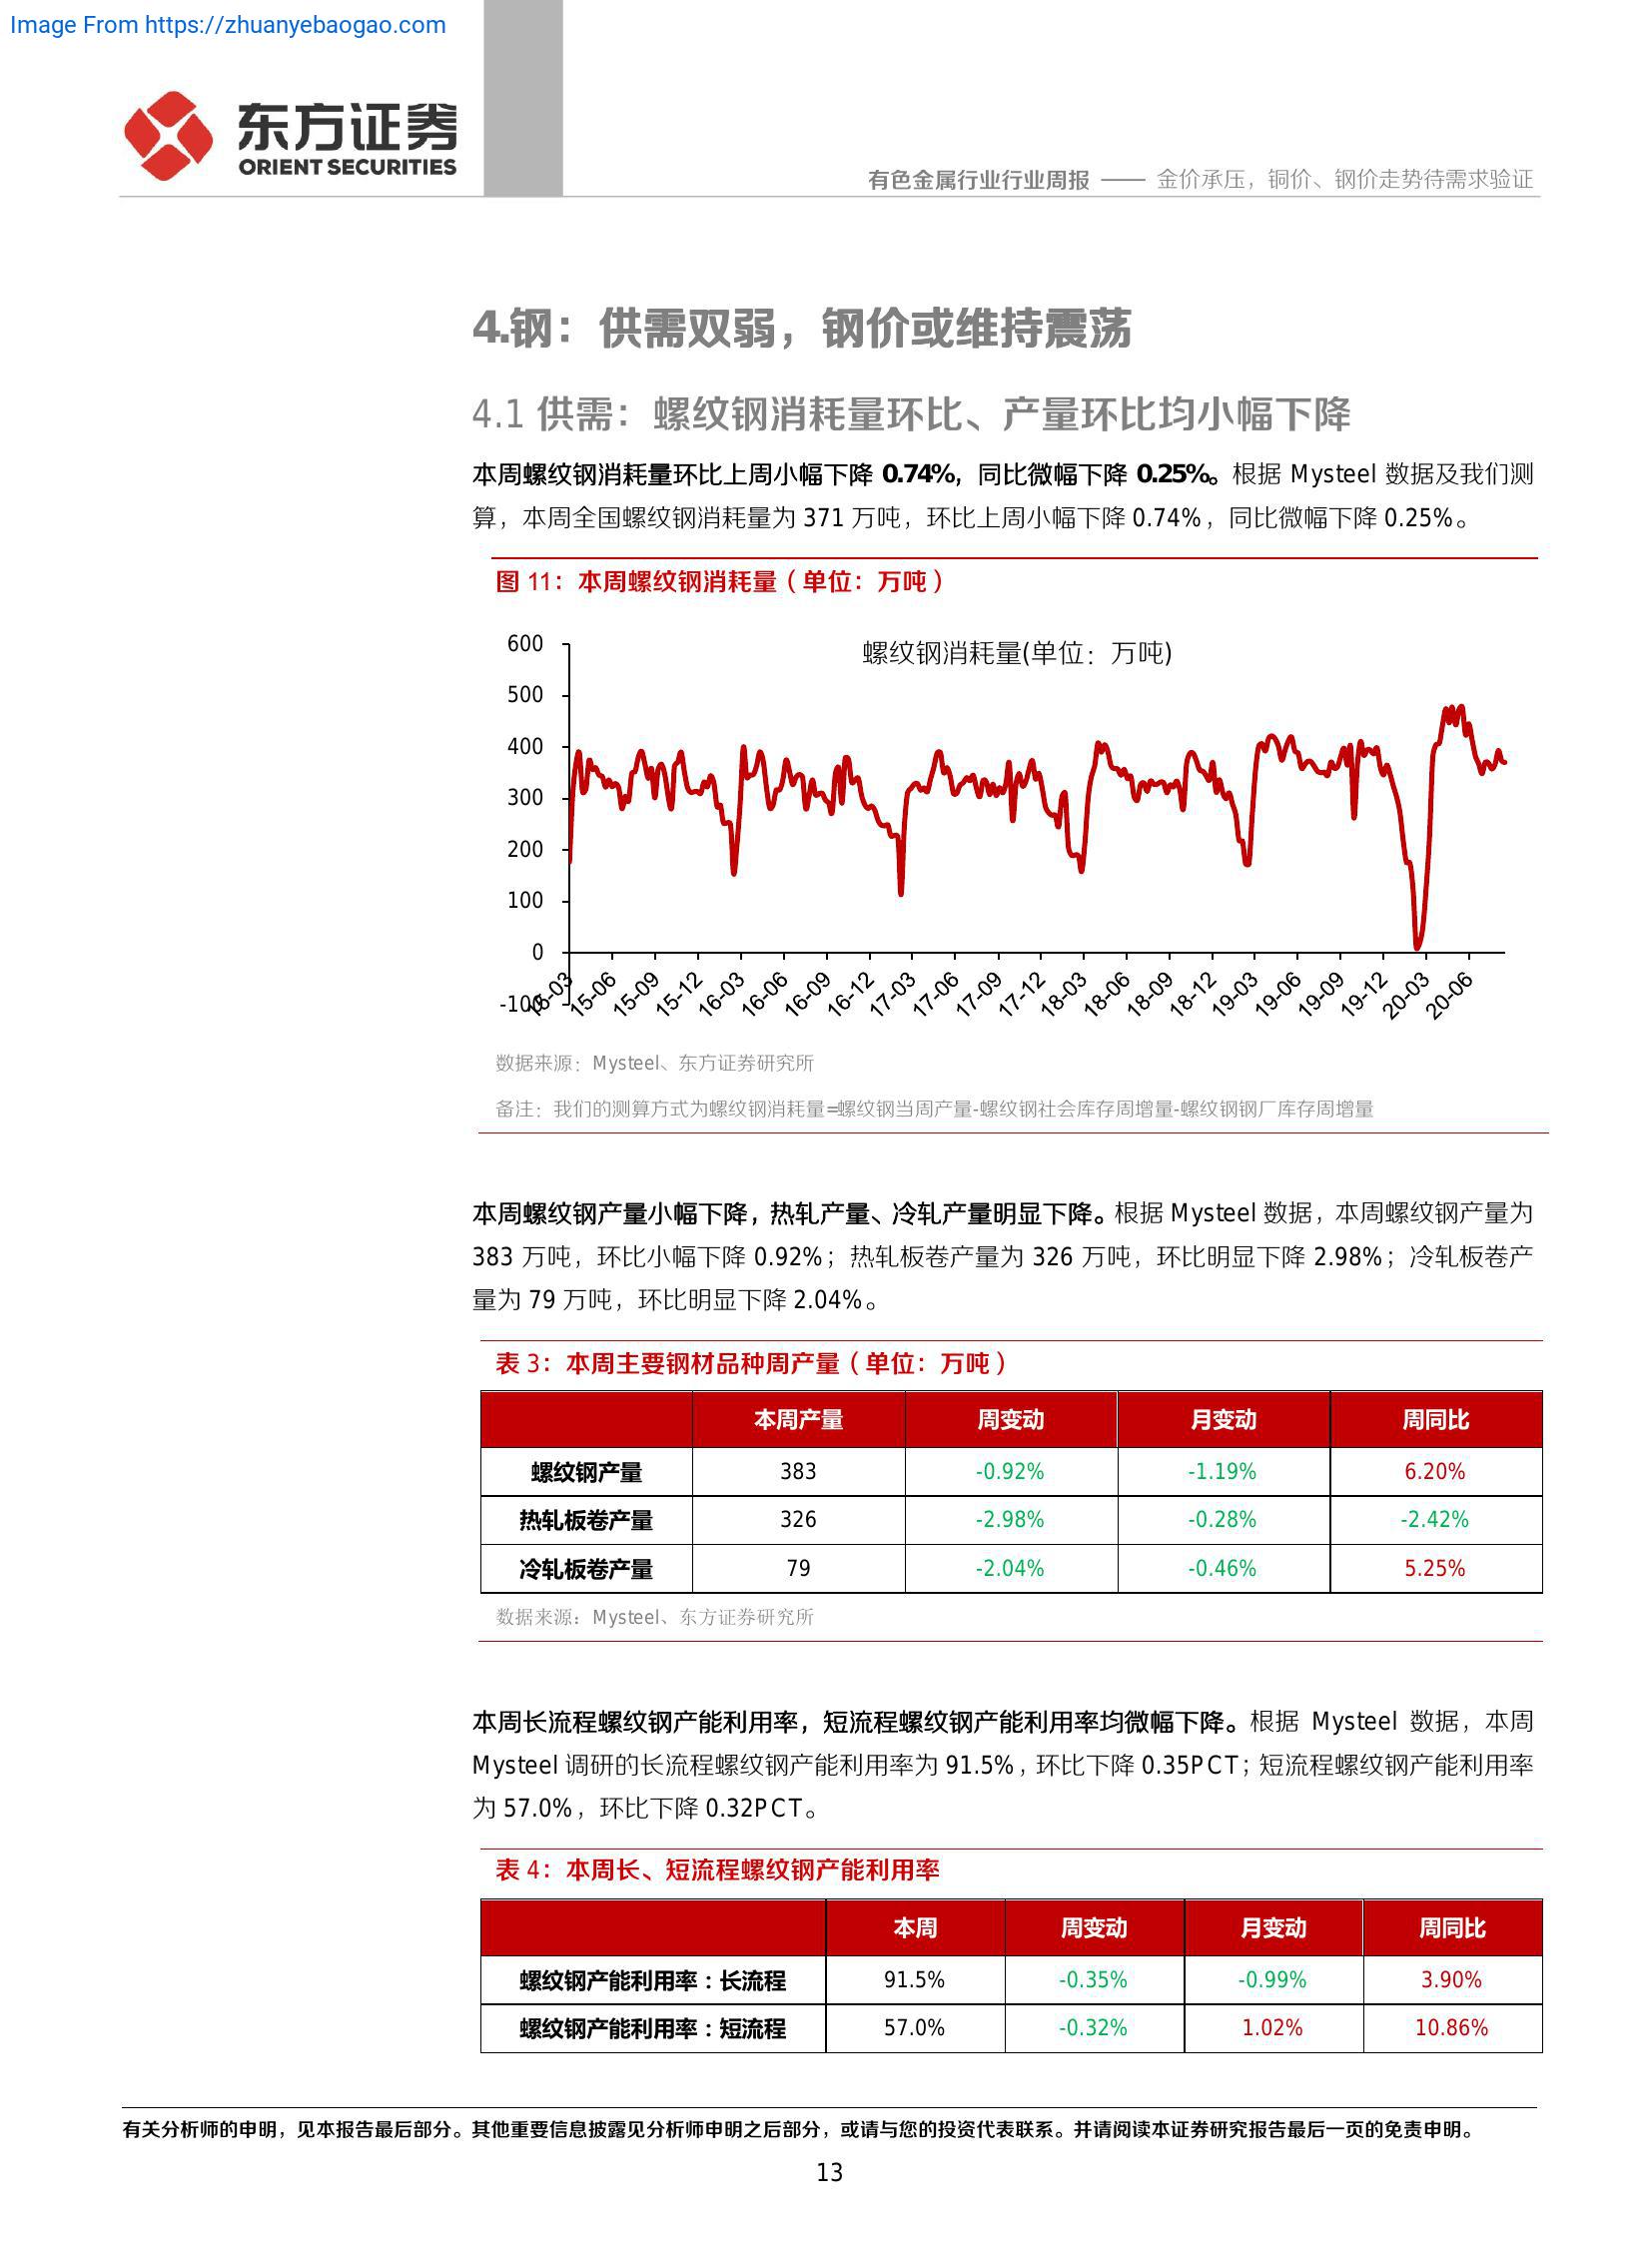 Image From https://zhuanyebaogao.com
东方证券
ORIENT SECURITIES
有色金属行业行业周报 —— 金价承压，铜价、钢价走势待需求验证
4.钢：供需双弱，钢价或维持震荡
4.1 供需：螺纹钢消耗量环比、产量环比均小幅下降
本周螺纹钢消耗量环比上周小幅下降 0.74%，同比微幅下降 0.25%。根据 Mysteel 数据及我们测
算，本周全国螺纹钢消耗量为 371 万吨，环比上周小幅下降 0.74%，同比微幅下降 0.25%。
图 11：本周螺纹钢消耗量（单位：万吨）
螺纹钢消耗量(单位：万吨)
600
500
400
300
200
100
0
-100
15-03 15-06 15-09 15-12 16-03 16-06 16-09 16-12 17-03 17-06 17-09 17-12 18-03 18-06 18-09 18-12 19-03 19-06 19-09 19-12 20-03 20-06
数据来源：Mysteel、东方证券研究所
备注：我们的测算方式为螺纹钢消耗量=螺纹钢当周产量-螺纹钢社会库存周增量-螺纹钢钢厂库存周增量
本周螺纹钢产量小幅下降，热轧产量、冷轧产量明显下降。根据 Mysteel 数据，本周螺纹钢产量为
383 万吨，环比小幅下降 0.92%；热轧板卷产量为 326 万吨，环比明显下降 2.98%；冷轧板卷产
量为 79 万吨，环比明显下降 2.04%。
表 3：本周主要钢材品种周产量（单位：万吨）
本周产量 周变动 月变动 周同比
螺纹钢产量 383 -0.92% -1.19% 6.20%
热轧板卷产量 326 -2.98% -0.28% -2.42%
冷轧板卷产量 79 -2.04% -0.46% 5.25%
数据来源：Mysteel、东方证券研究所
本周长流程螺纹钢产能利用率，短流程螺纹钢产能利用率均微幅下降。根据 Mysteel 数据，本周
Mysteel 调研的长流程螺纹钢产能利用率为 91.5%，环比下降 0.35PCT；短流程螺纹钢产能利用率
为 57.0%，环比下降 0.32PCT。
表 4：本周长、短流程螺纹钢产能利用率
本周 周变动 月变动 周同比
螺纹钢产能利用率：长流程 91.5% -0.35% -0.99% 3.90%
螺纹钢产能利用率：短流程 57.0% -0.32% 1.02% 10.86%
有关分析师的申明，见本报告最后部分。其他重要信息披露见分析师申明之后部分，或请与您的投资代表联系。并请阅读本证券研究报告最后一页的免责申明。
13